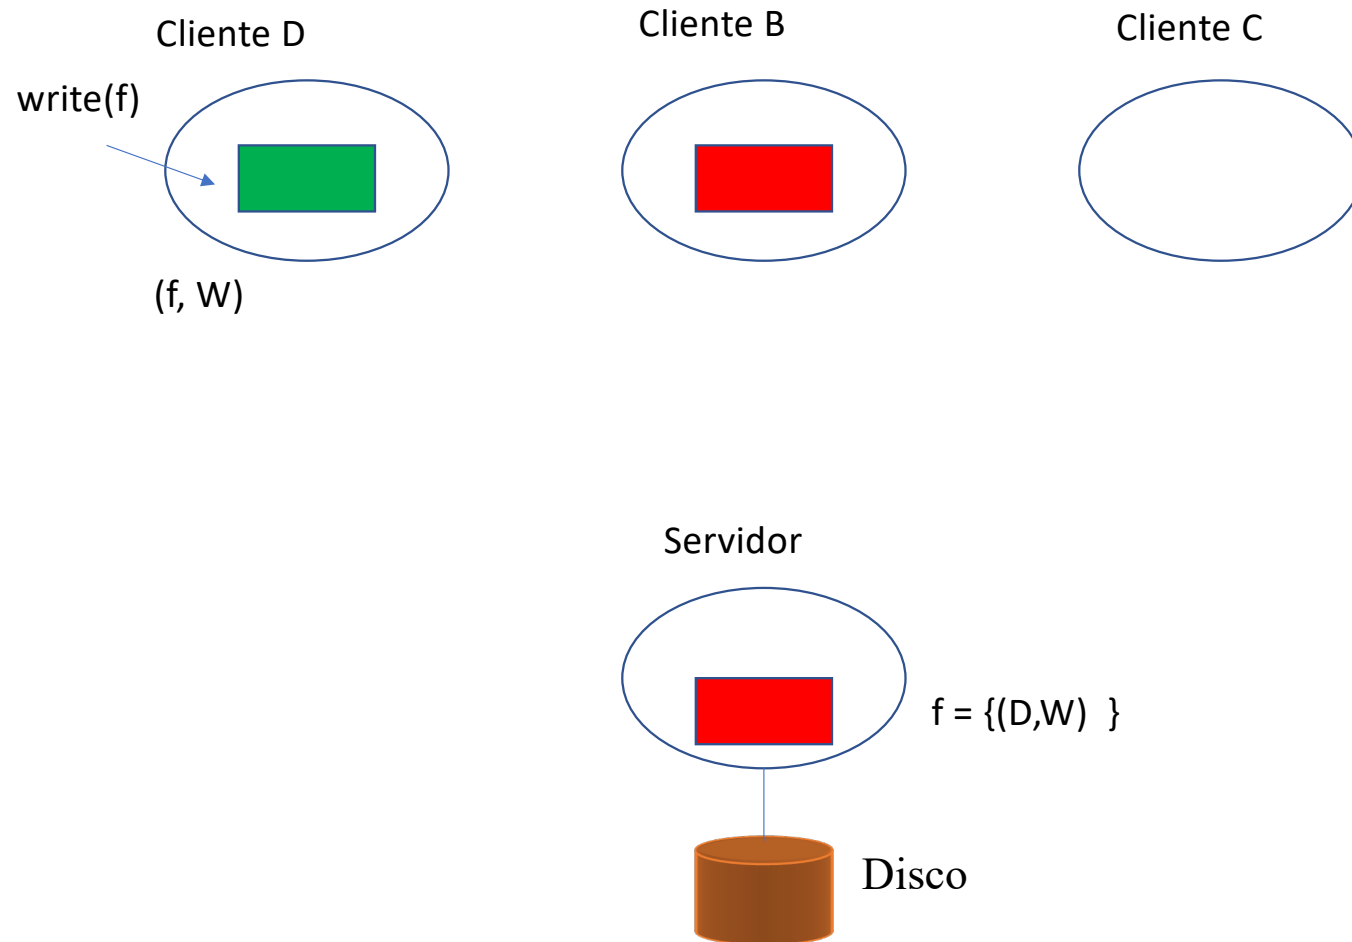 Cliente D
Cliente B
Cliente C
write(f)
(f, W)
Servidor
f = {(D,W)  }
Disco